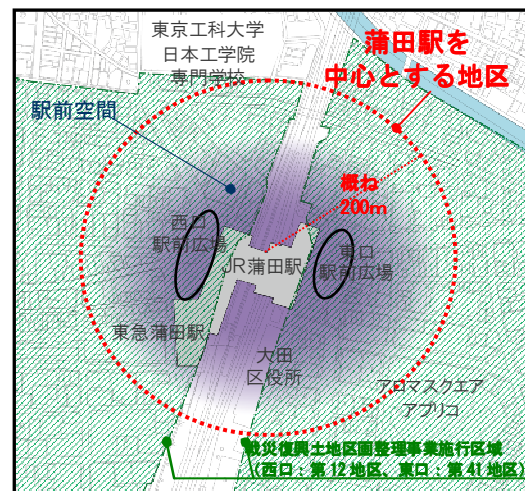 東京工科大学
日本工学院
専門学校
蒲田駅を
中心とする地区
駅前空間
概ね
200m
西口
駅前広場
JR蒲田駅
東口
駅前広場
東急蒲田駅
大田
区役所
アロマスクエア
アプリコ
戦災復興土地区画整理事業施行区域
（西口：第12地区、東口：第41地区）